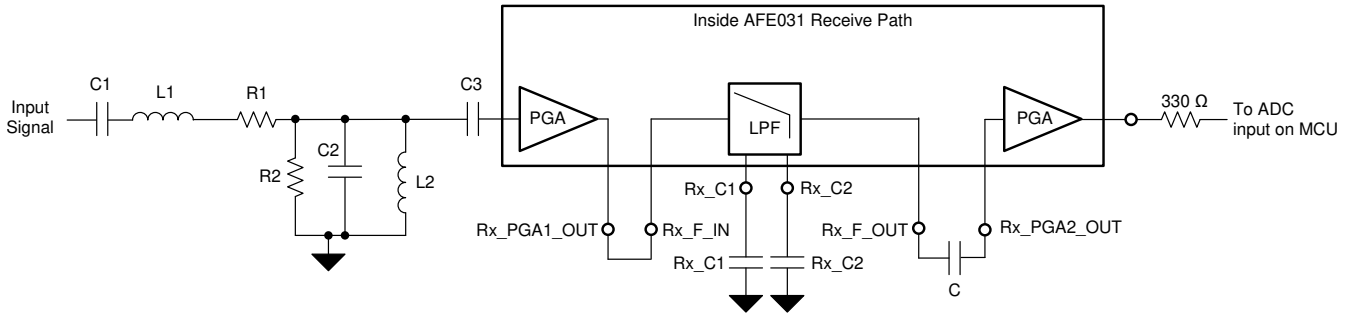 Inside AFE031 Receive Path
Input
Signal
C1
L1
R1
C3
PGA
LPF
PGA
330 Ω
To ADC
input on MCU
R2
C2
L2
Rx_C1
Rx_C2
Rx_PGA1_OUT
Rx_F_IN
Rx_F_OUT
Rx_PGA2_OUT
Rx_C1
Rx_C2
C